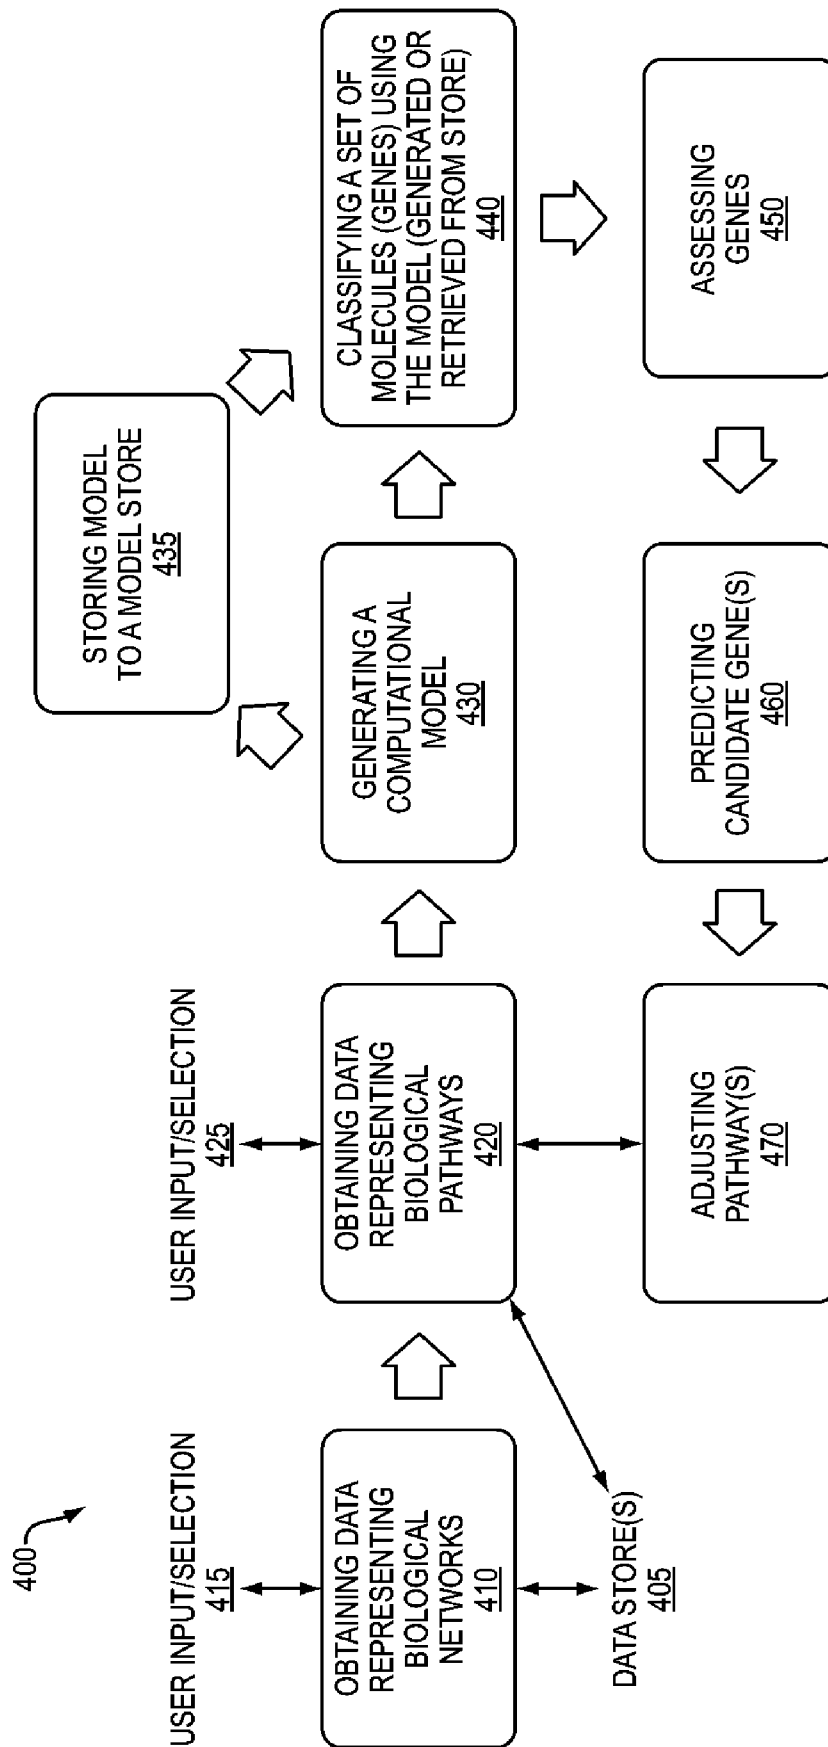 400
USER INPUT/SELECTION
415
USER INPUT/SELECTION
425
STORING MODEL
TO A MODEL STORE
435
OBTAINING DATA
REPRESENTING
BIOLOGICAL
NETWORKS
410
OBTAINING DATA
REPRESENTING
BIOLOGICAL
PATHWAYS
420
GENERATING A
COMPUTATIONAL
MODEL
430
CLASSIFYING A SET OF
MOLECULES (GENES) USING
THE MODEL (GENERATED OR
RETRIEVED FROM STORE)
440
DATA STORE(S)
405
ADJUSTING
PATHWAY(S)
470
PREDICTING
CANDIDATE GENE(S)
460
ASSESSING
GENES
450